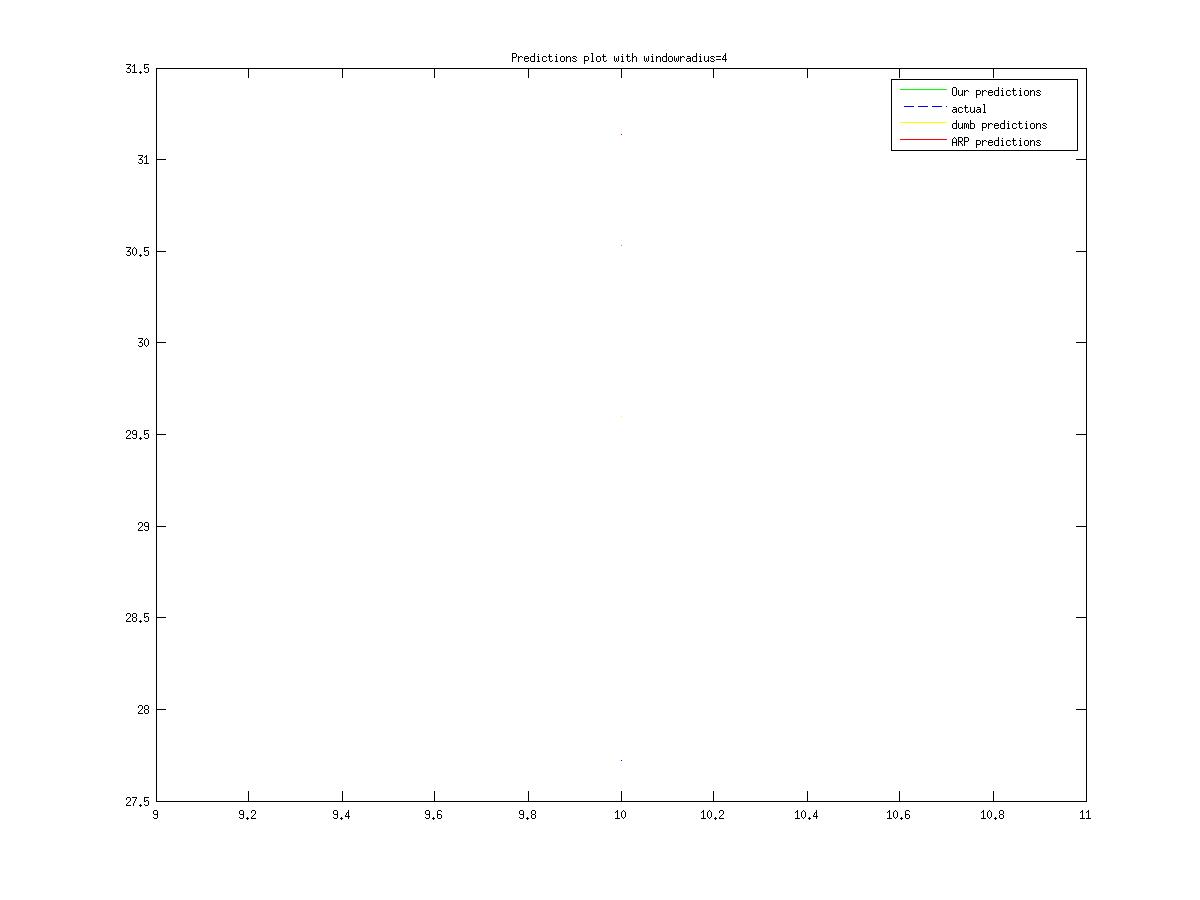 Predictions plot with windowradius=4
31.5
31
30.5
30
29.5
29
28.5
28
27.5
Our predictions
actual
dumb predictions
ARP predictions
9 9.2 9.4 9.6 9.8 10 10.2 10.4 10.6 10.8 11